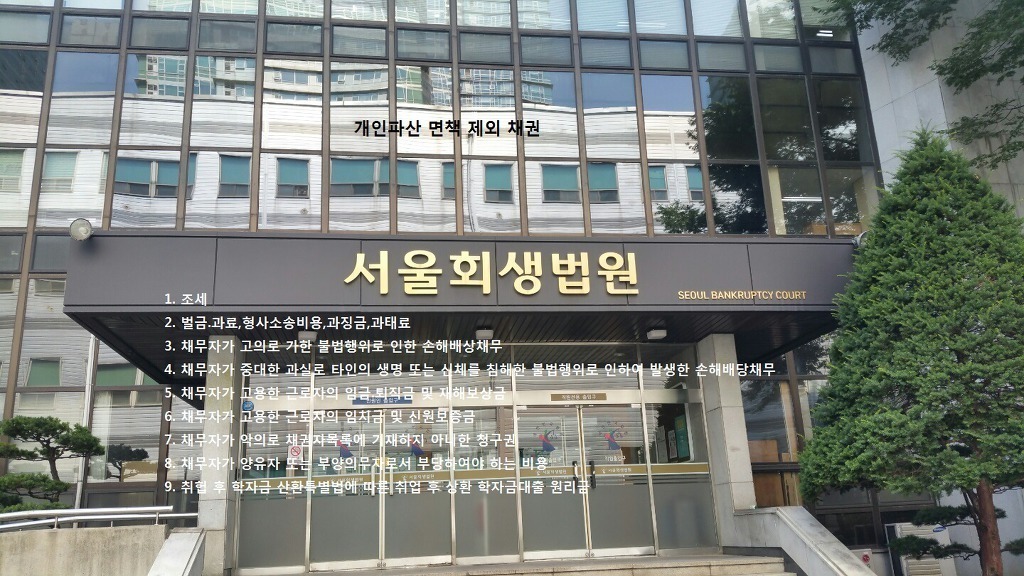 개인파산 면책 제외 채권
서울회생법원
SEOUL BANKRUPTCY COURT
1. 조세
2. 벌금.과료,형사소송비용,과징금,과태료
3. 채무자가 고의로 가한 불법행위로 인한 손해배상채무
4. 채무자가 중대한 과실로 타인의 생명 또는 신체를 침해한 불법행위로 인하여 발생한 손해배당채무
5. 채무자가 고용한 근로자의 임금,퇴직금 및 재해보상금
6. 채무자가 고용한 근로자의 임치금 및 신원보증금
7. 채무자가 악의로 채권자목록에 기재하지 아니한 청구권
8. 채무자가 양육자 또는 부양의무자로서 부담하여야 하는 비용
9. 취업 후 학자금 상환특별법에 따른 취업 후 상환 학자금대출 원리금